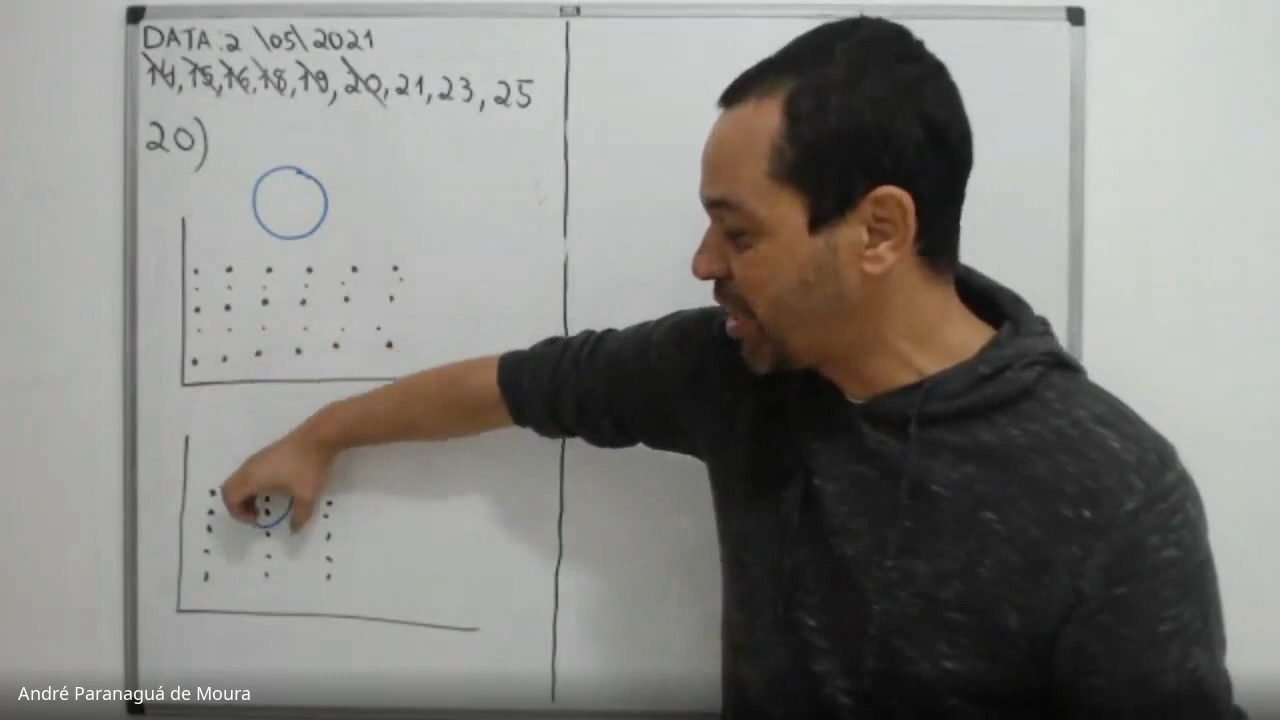 DATA: 2 \05\ 2021
14, 15, 16, 18, 19, 20, 21, 23, 25
20)
André Paranaguá de Moura